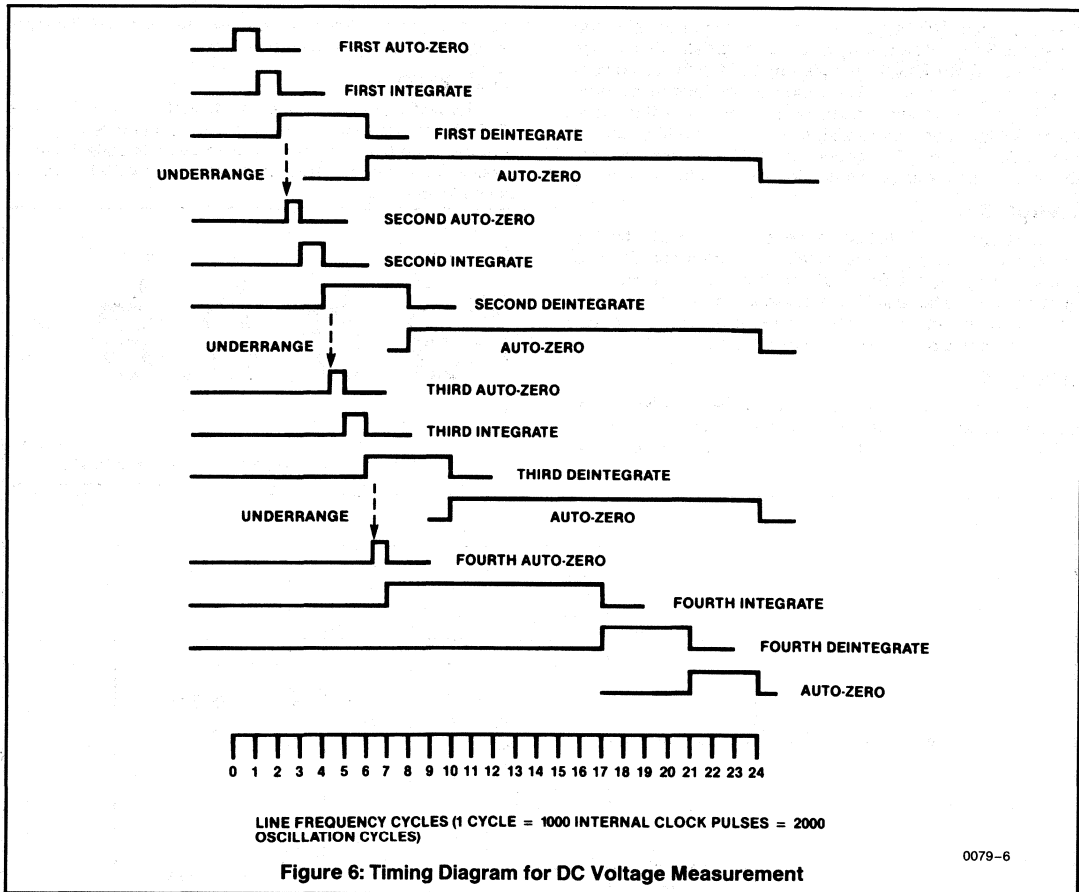 FIRST AUTO-ZERO
FIRST INTEGRATE
FIRST DEINTEGRATE
UNDERRANGE
AUTO-ZERO
SECOND AUTO-ZERO
SECOND INTEGRATE
SECOND DEINTEGRATE
UNDERRANGE
AUTO-ZERO
THIRD AUTO-ZERO
THIRD INTEGRATE
THIRD DEINTEGRATE
UNDERRANGE
AUTO-ZERO
FOURTH AUTO-ZERO
FOURTH INTEGRATE
FOURTH DEINTEGRATE
AUTO-ZERO
0 1 2 3 4 5 6 7 8 9 10 11 12 13 14 15 16 17 18 19 20 21 22 23 24
LINE FREQUENCY CYCLES (1 CYCLE = 1000 INTERNAL CLOCK PULSES = 2000
OSCILLATION CYCLES)
0079-6
Figure 6: Timing Diagram for DC Voltage Measurement